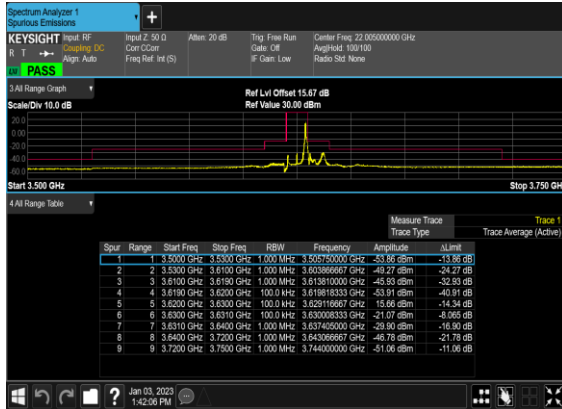 Spectrum Analyzer 1
Spurious Emissions
KEYSIGHT Input: RF Input Z: 50 Ω Atten: 20 dB Trig: Free Run Center Freq: 22.005000000 GHz
R T Coupling: DC Corr CCorr Gate: Off Avg|Hold: 100/100
Align: Auto Freq Ref: Int (S) IF Gain: Low Radio Std: None
PASS
3 All Range Graph
Ref Lvl Offset 15.67 dB
Scale/Div 10.0 dB Ref Value 30.00 dBm
20.0
0.00
-20.0
-40.0
-60.0
Start 3.500 GHz Stop 3.750 GH
4 All Range Table
Measure Trace Trace 1
Trace Type Trace Average (Active)
Spur Range Start Freq Stop Freq RBW Frequency Amplitude ΔLimit
1 1 3.5000 GHz 3.5300 GHz 1.000 MHz 3.505750000 GHz -53.86 dBm -13.86 dB
2 2 3.5300 GHz 3.6100 GHz 1.000 MHz 3.603866667 GHz -49.27 dBm -24.27 dB
3 3 3.6100 GHz 3.6190 GHz 1.000 MHz 3.613810000 GHz -45.93 dBm -32.93 dB
4 4 3.6190 GHz 3.6200 GHz 100.0 kHz 3.619818333 GHz -53.91 dBm -40.91 dB
5 5 3.6200 GHz 3.6300 GHz 100.0 kHz 3.629116667 GHz 15.66 dBm -14.34 dB
6 6 3.6300 GHz 3.6310 GHz 100.0 kHz 3.630008333 GHz -21.07 dBm -8.065 dB
7 7 3.6310 GHz 3.6400 GHz 1.000 MHz 3.637405000 GHz -29.90 dBm -16.90 dB
8 8 3.6400 GHz 3.7200 GHz 1.000 MHz 3.643066667 GHz -46.78 dBm -21.78 dB
9 9 3.7200 GHz 3.7500 GHz 1.000 MHz 3.744000000 GHz -51.06 dBm -11.06 dB
Jan 03, 2023
1:42:06 PM